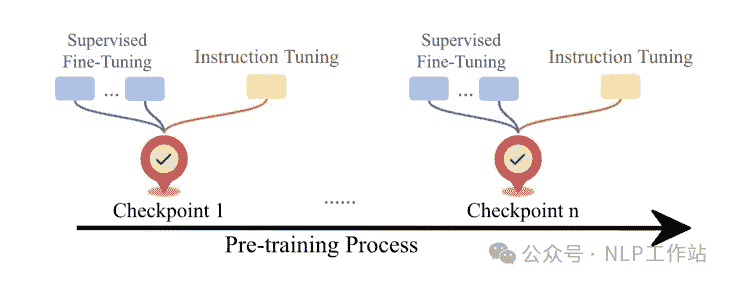 Supervised
Fine-Tuning
Instruction Tuning
...
Checkpoint 1
......
Supervised
Fine-Tuning
Instruction Tuning
...
Checkpoint n
Pre-training Process
公众号 · NLP工作站